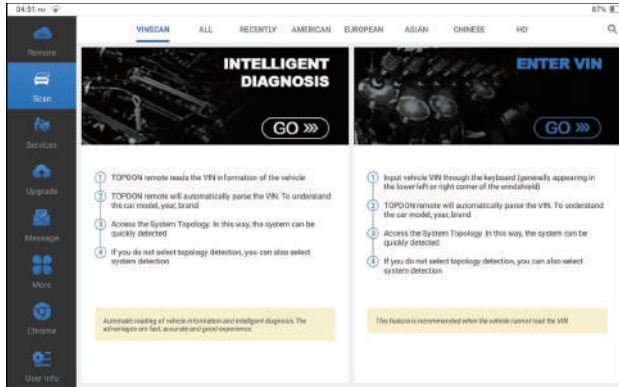 04:51 PM
87%
VINSCAN ALL RECENTLY AMERICAN EUROPEAN ASIAN CHINESE HD
Remote
Scan
Services
Upgrade
Message
More
Chrome
User Info
INTELLIGENT
DIAGNOSIS
GO »»
1 TOPDON remote reads the VIN information of the vehicle
2 TOPDON remote will automatically parse the VIN. To understand
the car model, year, brand
3 Access the System Topology. In this way, the system can be
quickly detected
4 If you do not select topology detection, you can also select
system detection
Automatic reading of vehicle information and intelligent diagnosis. The
advantages are fast, accurate and good experience.
ENTER VIN
GO »»
1 Input vehicle VIN through the keyboard (generally appearing in
the lower left or right corner of the windshield)
2 TOPDON remote will automatically parse the VIN. To understand
the car model, year, brand
3 Access the System Topology. In this way, the system can be
quickly detected
4 If you do not select topology detection, you can also select
system detection
This feature is recommended when the vehicle cannot read the VIN.